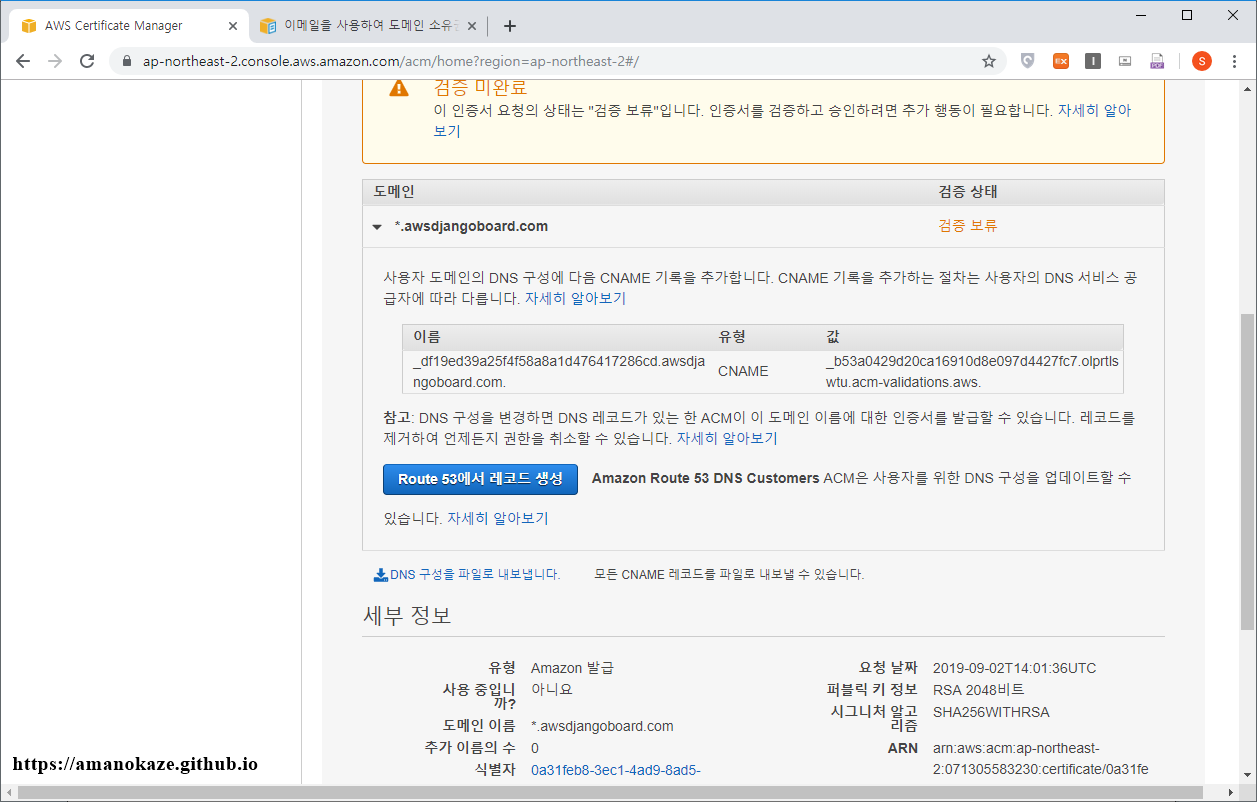 AWS Certificate Manager
이메일을 사용하여 도메인 소유
ap-northeast-2.console.aws.amazon.com/acm/home?region=ap-northeast-2#/
EX
I
PDF
S
검증 미완료
이 인증서 요청의 상태는 "검증 보류"입니다. 인증서를 검증하고 승인하려면 추가 행동이 필요합니다. 자세히 알아
보기
도메인 검증 상태
*.awsdjangoboard.com 검증 보류
사용자 도메인의 DNS 구성에 다음 CNAME 기록을 추가합니다. CNAME 기록을 추가하는 절차는 사용자의 DNS 서비스 공
급자에 따라 다릅니다. 자세히 알아보기
이름 유형 값
_df19ed39a25f4f58a8a1d476417286cd.awsdja
ngoboard.com.
CNAME
_b53a0429d20ca16910d8e097d4427fc7.olprtls
wtu.acm-validations.aws.
참고: DNS 구성을 변경하면 DNS 레코드가 있는 한 ACM이 이 도메인 이름에 대한 인증서를 발급할 수 있습니다. 레코드를
제거하여 언제든지 권한을 취소할 수 있습니다. 자세히 알아보기
Route 53에서 레코드 생성 Amazon Route 53 DNS Customers ACM은 사용자를 위한 DNS 구성을 업데이트할 수
있습니다. 자세히 알아보기
DNS 구성을 파일로 내보냅니다. 모든 CNAME 레코드를 파일로 내보낼 수 있습니다.
세부 정보
유형 Amazon 발급
사용 중입니
까?
아니요
도메인 이름 *.awsdjangoboard.com
추가 이름의 수 0
식별자 0a31feb8-3ec1-4ad9-8ad5-
요청 날짜 2019-09-02T14:01:36UTC
퍼블릭 키 정보 RSA 2048비트
시그니처 알고
리즘
SHA256WITHRSA
ARN arn:aws:acm:ap-northeast-
2:071305583230:certificate/0a31fe
https://amanokaze.github.io